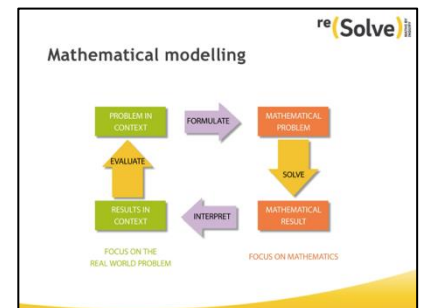 re(Solve)
Mathematical modelling
PROBLEM IN
CONTEXT
FORMULATE
MATHEMATICAL
PROBLEM
EVALUATE
SOLVE
RESULTS IN
CONTEXT
INTERPRET
MATHEMATICAL
RESULT
FOCUS ON THE
REAL WORLD PROBLEM
FOCUS ON MATHEMATICS